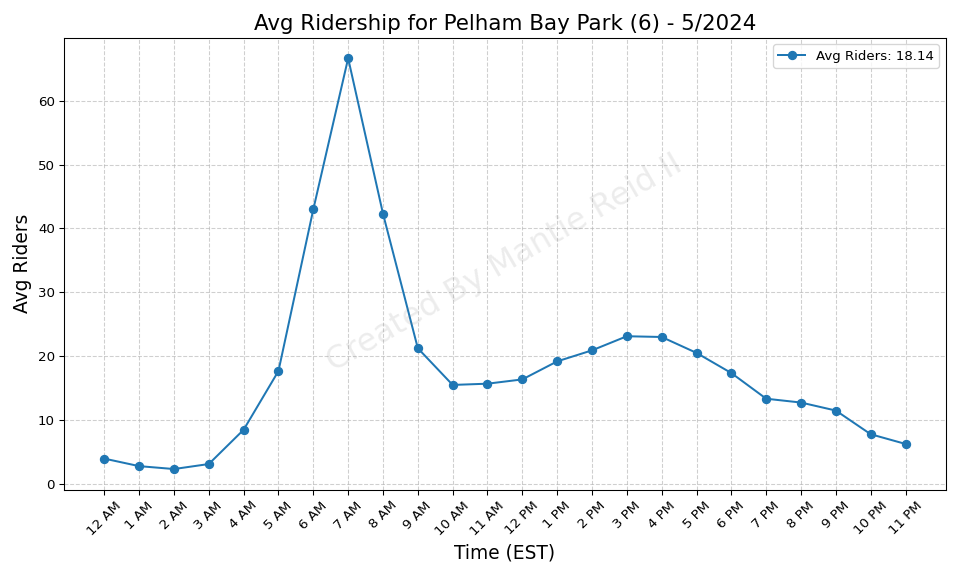 Avg Ridership for Pelham Bay Park (6) - 5/2024
Avg Riders: 18.14
Avg Riders
60
50
40
30
20
10
0
Created By Mantle Reid II
12 AM
1 AM
2 AM
3 AM
4 AM
5 AM
6 AM
7 AM
8 AM
9 AM
10 AM
11 AM
12 PM
1 PM
2 PM
3 PM
4 PM
5 PM
6 PM
7 PM
8 PM
9 PM
10 PM
11 PM
Time (EST)